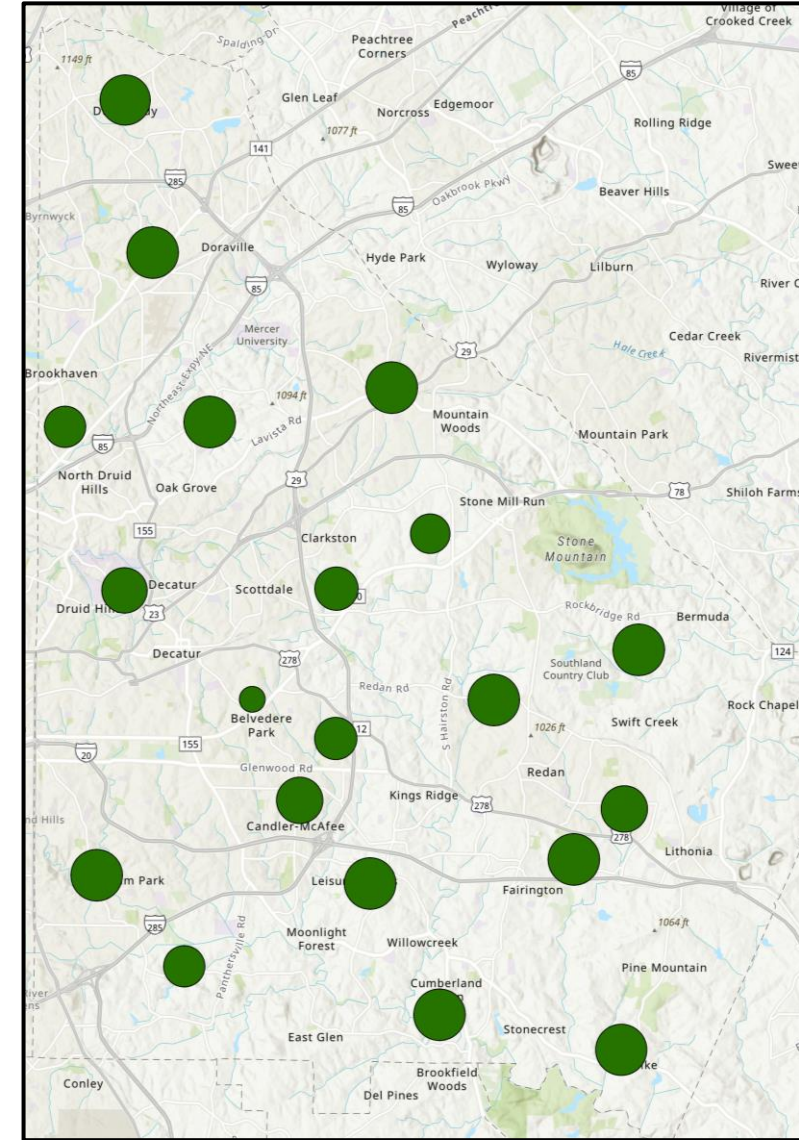 Village of
Crooked Creek
Peachtree
Spalding Dr
Peachtree
Corners
1149 ft
85
Glen Leaf
Edgemoor
Norcross
Rolling Ridge
1077 ft
141
285
Oakbrook Pkwy
85
Beaver Hills
Byrnwyck
Doraville
Hyde Park
Wyloway
Lilburn
85
Mercer
University
Cedar Creek
Hale Creek
29
Rivermist
Brookhaven
Northeast Expy NE
1094 ft
Mountain
Woods
Lavista Rd
Mountain Park
85
North Druid
Hills
Oak Grove
29
78
Shiloh Farms
Stone Mill Run
155
Clarkston
Stone
Mountain
Decatur
Scottdale
0
Druid Hil
23
Rockbridge Rd
Bermuda
Decatur
278
124
Southland
Country Club
Redan Rd
S Hairston Rd
Belvedere
Park
Rock Chapel
12
1026 ft
Swift Creek
155
20
Glenwood Rd
Redan
Kings Ridge
278
nd Hills
Candler-McAfee
278
Lithonia
m Park
Leisu
s
Fairington
285
Panthersville Rd
Moonlight
Forest
Willowcreek
1064 ft
Pine Mountain
Cumberland
East Glen
Stonecrest
ke
Brookfield
Woods
Conley
Del Pines